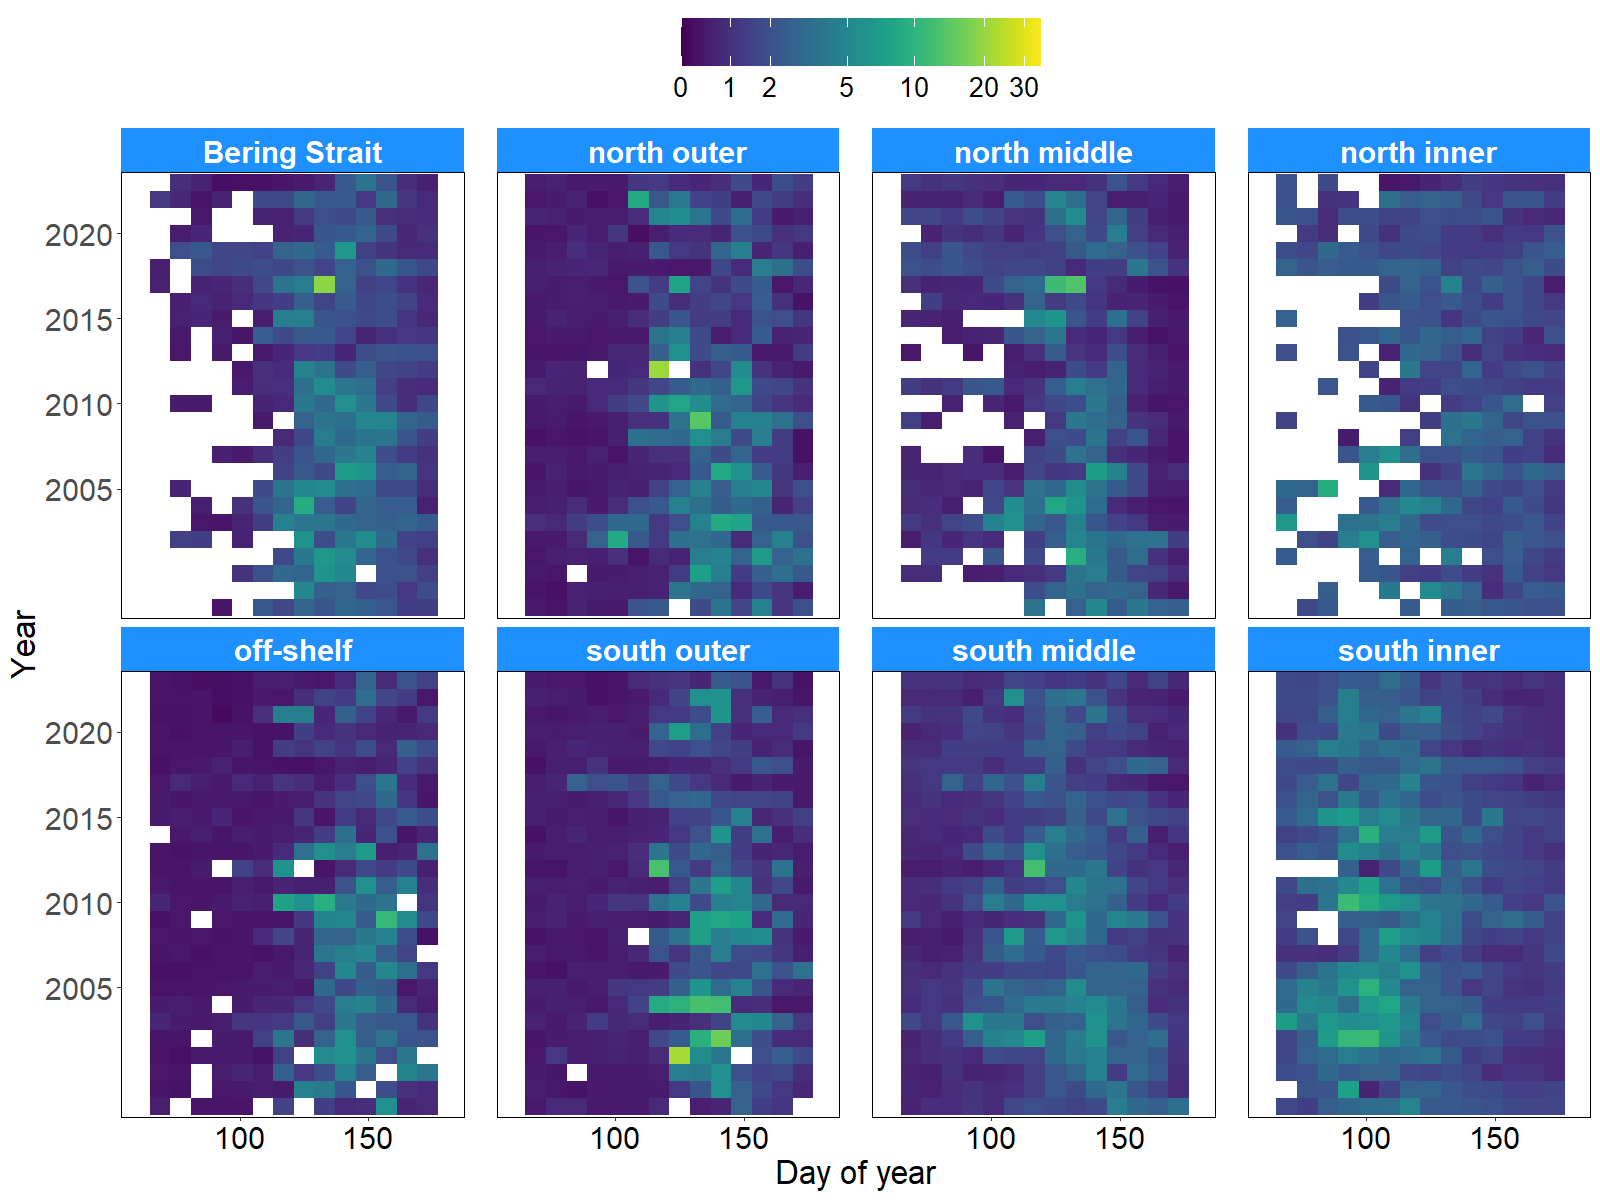 0 1 2 5 10 20 30
Bering Strait north outer north middle north inner
2020
2015
2010
2005
Year
off-shelf south outer south middle south inner
2020
2015
2010
2005
100 150 100 150 100 150 100 150
Day of year